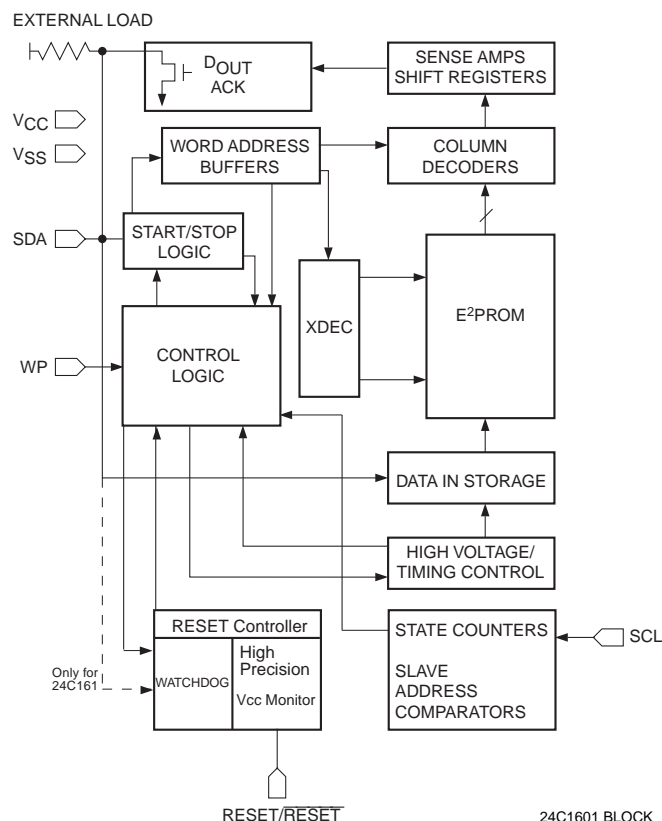 EXTERNAL LOAD
DOUT
ACK
SENSE AMPS
SHIFT REGISTERS
VCC
VSS
WORD ADDRESS
BUFFERS
COLUMN
DECODERS
SDA
START/STOP
LOGIC
XDEC
E²PROM
WP
CONTROL
LOGIC
DATA IN STORAGE
HIGH VOLTAGE/
TIMING CONTROL
RESET Controller
WATCHDOG
High
Precision
Vcc Monitor
Only for
24C161
STATE COUNTERS
SLAVE
ADDRESS
COMPARATORS
SCL
RESET/RESET
24C1601 BLOCK